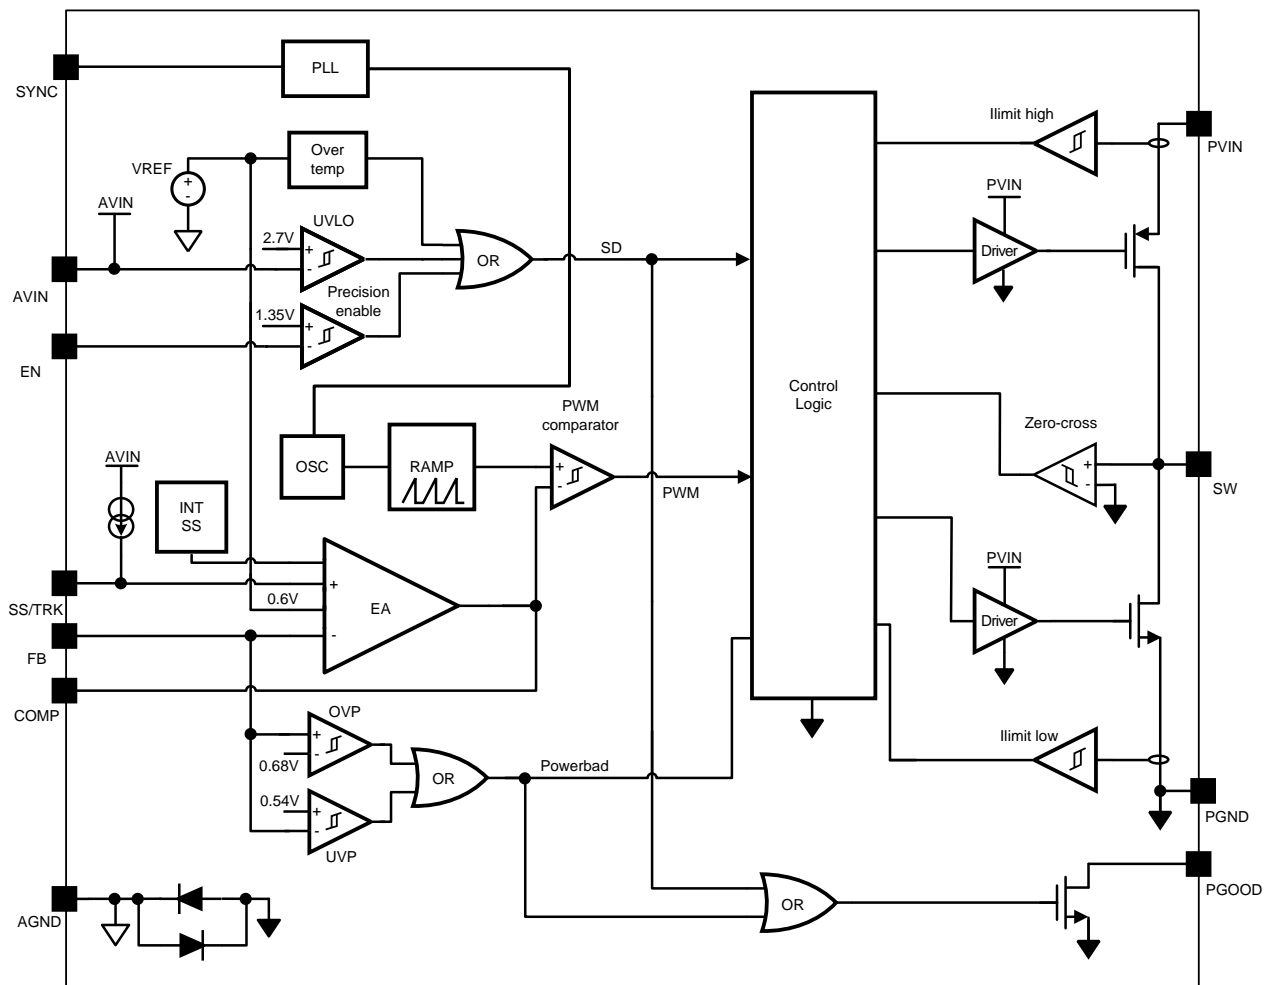 SYNC
PLL
Ilimit high
PVIN
VREF
+
-
Over
temp
AVIN
UVLO
2.7V
+
-
OR
SD
PVIN
Driver
AVIN
Precision
enable
1.35V
+
-
EN
Control
Logic
PWM
comparator
Zero-cross
AVIN
OSC
RAMP
+
-
PWM
+
-
SW
INT
SS
PVIN
SS/TRK
+
0.6V
EA
-
Driver
FB
COMP
OVP
+
-
0.68V
OR
Powerbad
Ilimit low
0.54V
+
-
UVP
PGND
PGOOD
AGND
OR